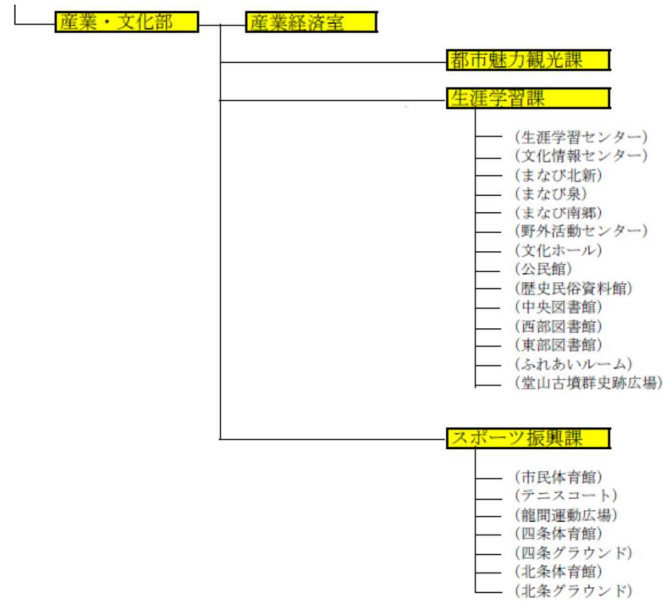 産業・文化部
産業経済室
都市魅力観光課
生涯学習課
(生涯学習センター)
(文化情報センター)
(まなび北新)
(まなび泉)
(まなび南郷)
(野外活動センター)
(文化ホール)
(公民館)
(歴史民俗資料館)
(中央図書館)
(西部図書館)
(東部図書館)
(ふれあいルーム)
(堂山古墳群史跡広場)
スポーツ振興課
(市民体育館)
(テニスコート)
(龍間運動広場)
(四条体育館)
(四条グラウンド)
(北条体育館)
(北条グラウンド)